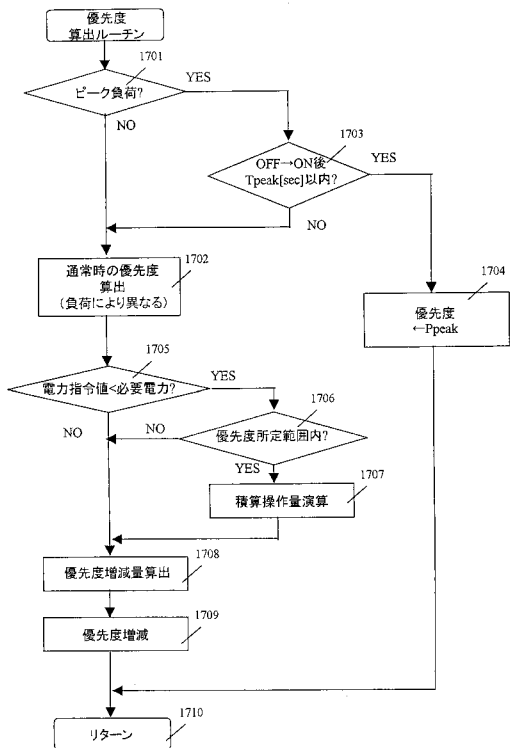 優先度
算出ルーチン
1701
ピーク負荷?
YES
NO
1703
OFF→ON後
Tpeak[sec]以内?
YES
NO
1702
通常時の優先度
算出
(負荷により異なる)
1704
優先度
←Ppeak
1705
電力指令値<必要電力?
YES
NO
1706
優先度所定範囲内?
NO
YES
1707
積算操作量演算
1708
優先度増減量算出
1709
優先度増減
1710
リターン